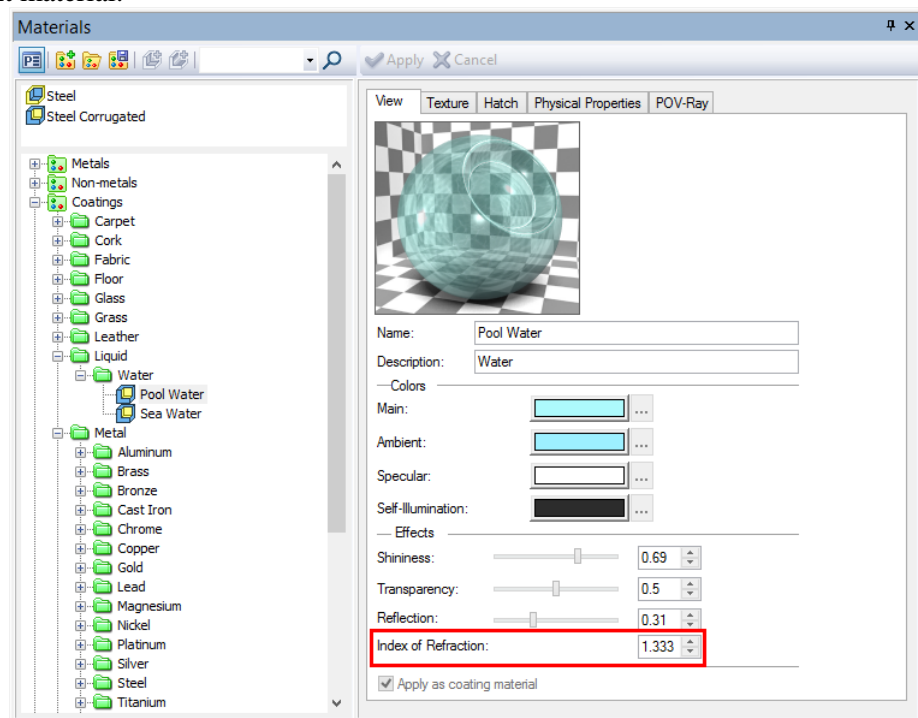 Materials
PE
Apply Cancel
Steel
Steel Corrugated
Metals
Non-metals
Coatings
Carpet
Cork
Fabric
Floor
Glass
Grass
Leather
Liquid
Water
Pool Water
Sea Water
Metal
Aluminum
Brass
Bronze
Cast Iron
Chrome
Copper
Gold
Lead
Magnesium
Nickel
Platinum
Silver
Steel
Titanium
View Texture Hatch Physical Properties POV-Ray
Name: Pool Water
Description: Water
Colors
Main: ...
Ambient: ...
Specular: ...
Self-Illumination: ...
Effects
Shininess: 0.69
Transparency: 0.5
Reflection: 0.31
Index of Refraction: 1.333
Apply as coating material